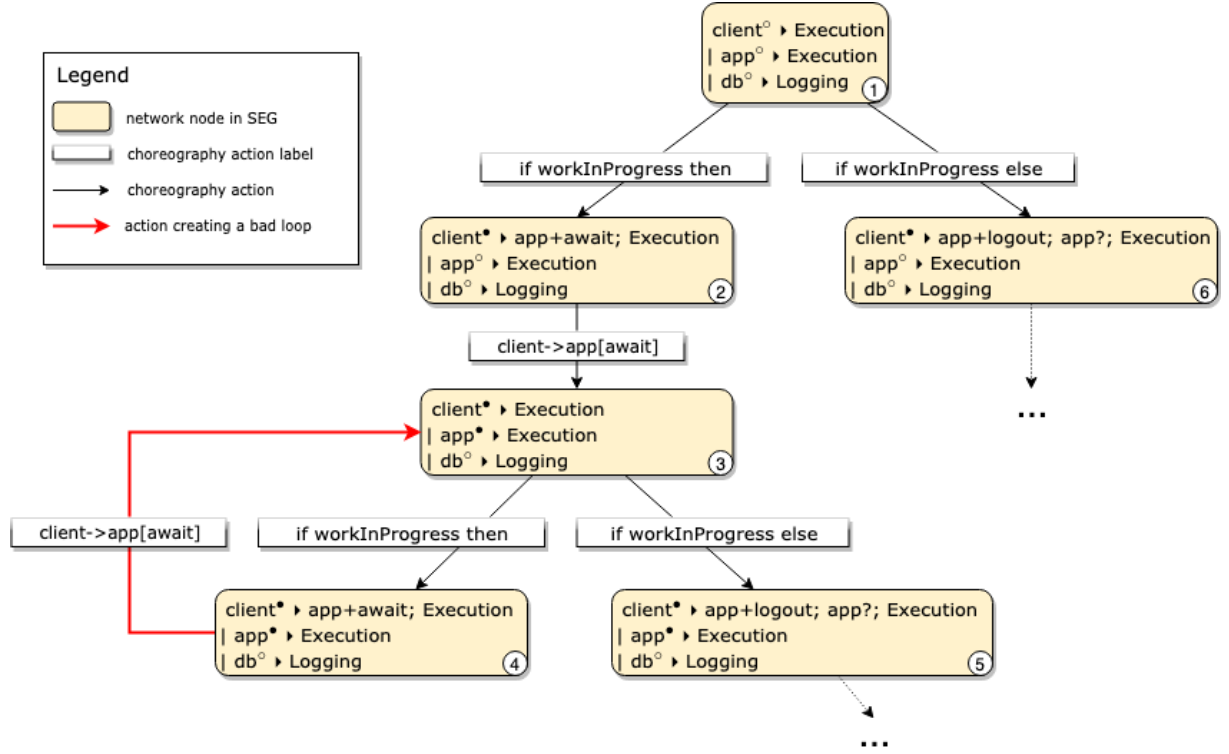 Legend
network node in SEG
choreography action label
choreography action
action creating a bad loop
client○ ▸ Execution
| app○ ▸ Execution
| db○ ▸ Logging
1
if workInProgress then
if workInProgress else
client● ▸ app+await; Execution
| app○ ▸ Execution
| db○ ▸ Logging
2
client● ▸ app+logout; app?; Execution
| app○ ▸ Execution
| db○ ▸ Logging
6
client->app[await]
...
client● ▸ Execution
| app● ▸ Execution
| db○ ▸ Logging
3
client->app[await]
if workInProgress then
if workInProgress else
client● ▸ app+await; Execution
| app● ▸ Execution
| db○ ▸ Logging
4
client● ▸ app+logout; app?; Execution
| app● ▸ Execution
| db○ ▸ Logging
5
...